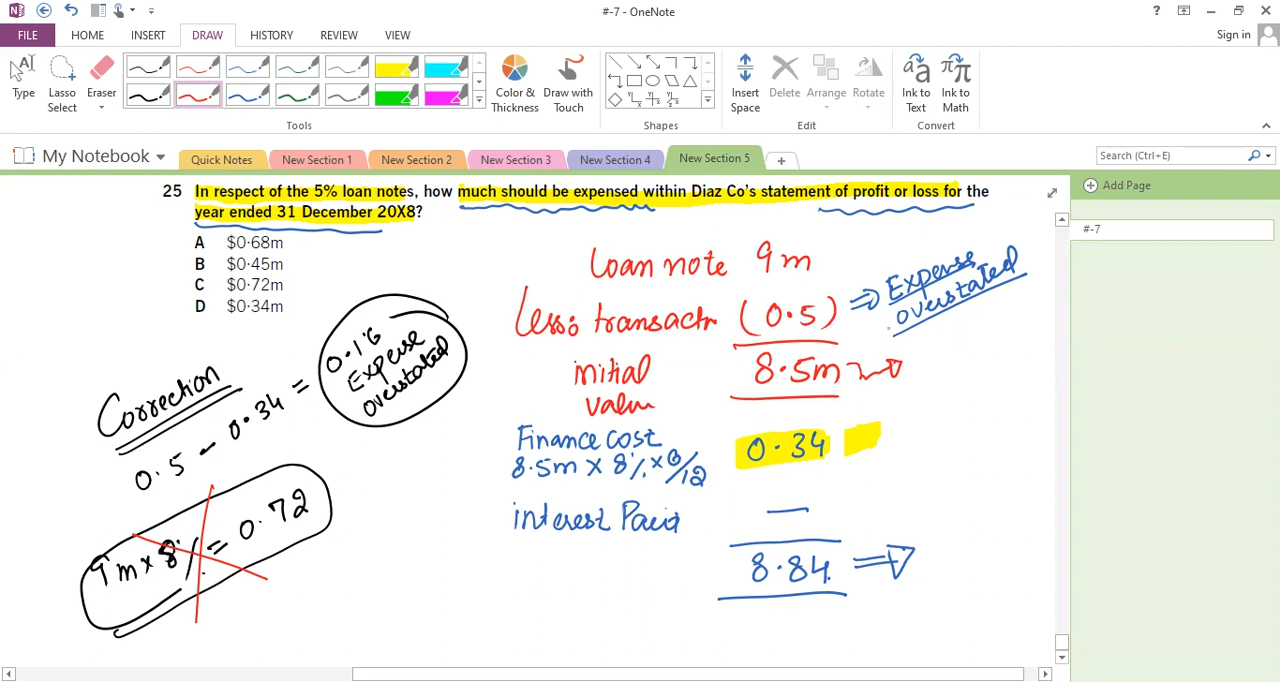 #-7 - OneNote
?
FILE HOME INSERT DRAW HISTORY REVIEW VIEW
Sign in
Type
Lasso Select
Eraser
Color & Thickness
Draw with Touch
Insert Space
Delete
Arrange
Rotate
Ink to Text
Ink to Math
Tools Shapes Edit Convert
My Notebook
Quick Notes
New Section 1
New Section 2
New Section 3
New Section 4
New Section 5
Search (Ctrl+E)
Add Page
#-7
25 In respect of the 5% loan notes, how much should be expensed within Diaz Co's statement of profit or loss for the
year ended 31 December 20X8?
A $0·68m
B $0·45m
C $0·72m
D $0·34m
loan note 9m
less: transactn (0.5) ⇒ Expense overstated
initial value 8.5m
Finance cost
8.5m x 8% x 6/12 0.34
interest Paid —
8.84
Correction
0.5 - 0.34 = 0.16
Expense
overstated
9m x 8% = 0.72